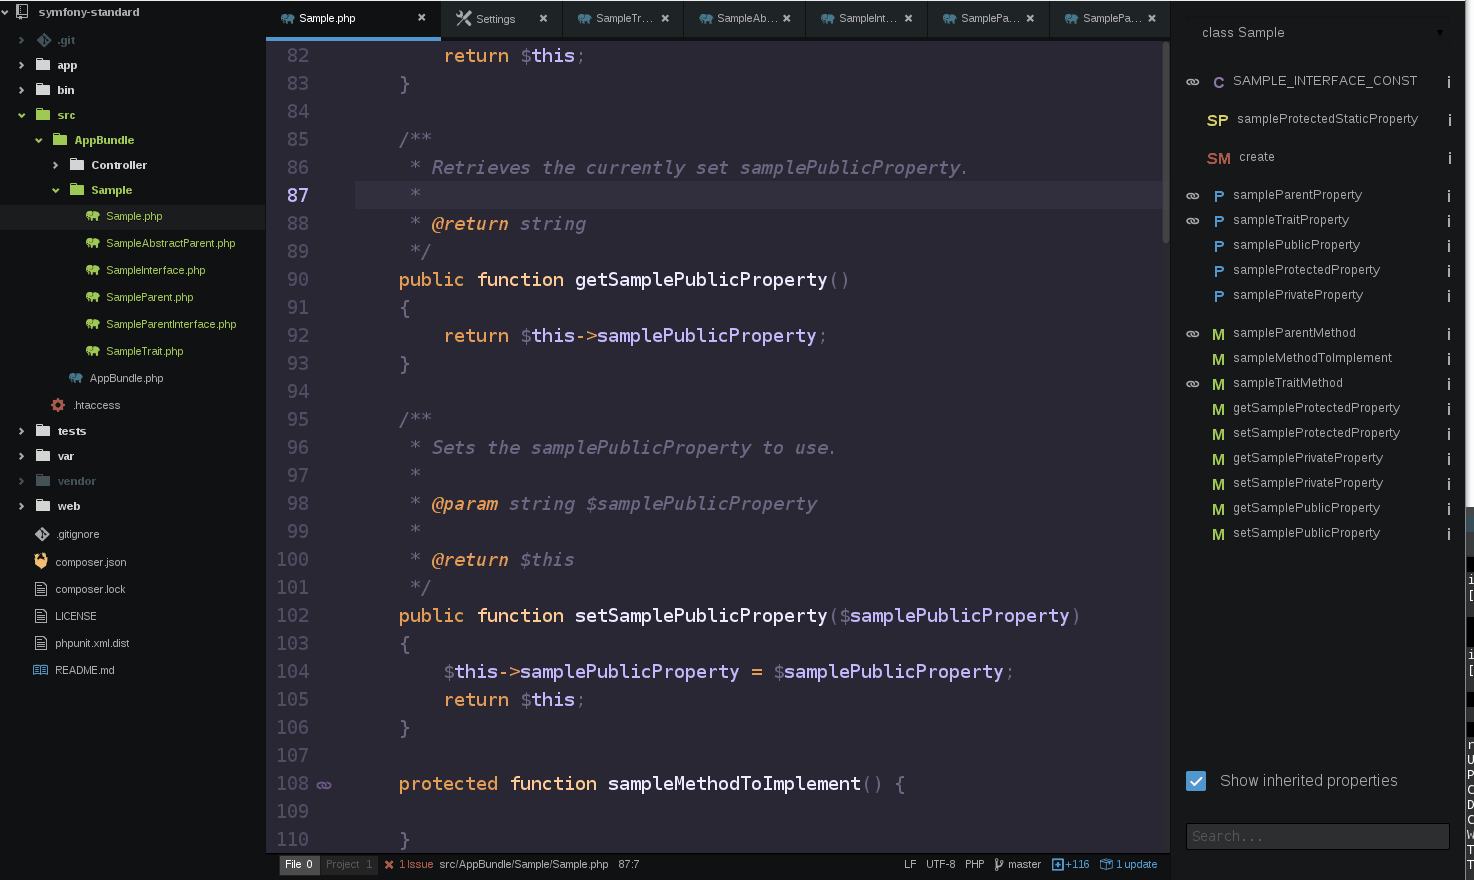 symfony-standard
.git
app
bin
src
AppBundle
Controller
Sample
Sample.php
SampleAbstractParent.php
SampleInterface.php
SampleParent.php
SampleParentInterface.php
SampleTrait.php
AppBundle.php
.htaccess
tests
var
vendor
web
.gitignore
composer.json
composer.lock
LICENSE
phpunit.xml.dist
README.md
Sample.php Settings SampleTr... SampleAb... SampleInt... SamplePa... SamplePa...
82 return $this;
83 }
84
85 /**
86 * Retrieves the currently set samplePublicProperty.
87 *
88 * @return string
89 */
90 public function getSamplePublicProperty()
91 {
92 return $this->samplePublicProperty;
93 }
94
95 /**
96 * Sets the samplePublicProperty to use.
97 *
98 * @param string $samplePublicProperty
99 *
100 * @return $this
101 */
102 public function setSamplePublicProperty($samplePublicProperty)
103 {
104 $this->samplePublicProperty = $samplePublicProperty;
105 return $this;
106 }
107
108 protected function sampleMethodToImplement() {
109
110 }
File 0 Project 1 1 Issue src/AppBundle/Sample/Sample.php 87:7 LF UTF-8 PHP master +116 1 update
class Sample
C SAMPLE_INTERFACE_CONST i
SP sampleProtectedStaticProperty i
SM create i
P sampleParentProperty i
P sampleTraitProperty i
P samplePublicProperty i
P sampleProtectedProperty i
P samplePrivateProperty i
M sampleParentMethod i
M sampleMethodToImplement i
M sampleTraitMethod i
M getSampleProtectedProperty i
M setSampleProtectedProperty i
M getSamplePrivateProperty i
M setSamplePrivateProperty i
M getSamplePublicProperty i
M setSamplePublicProperty i
Show inherited properties
Search...